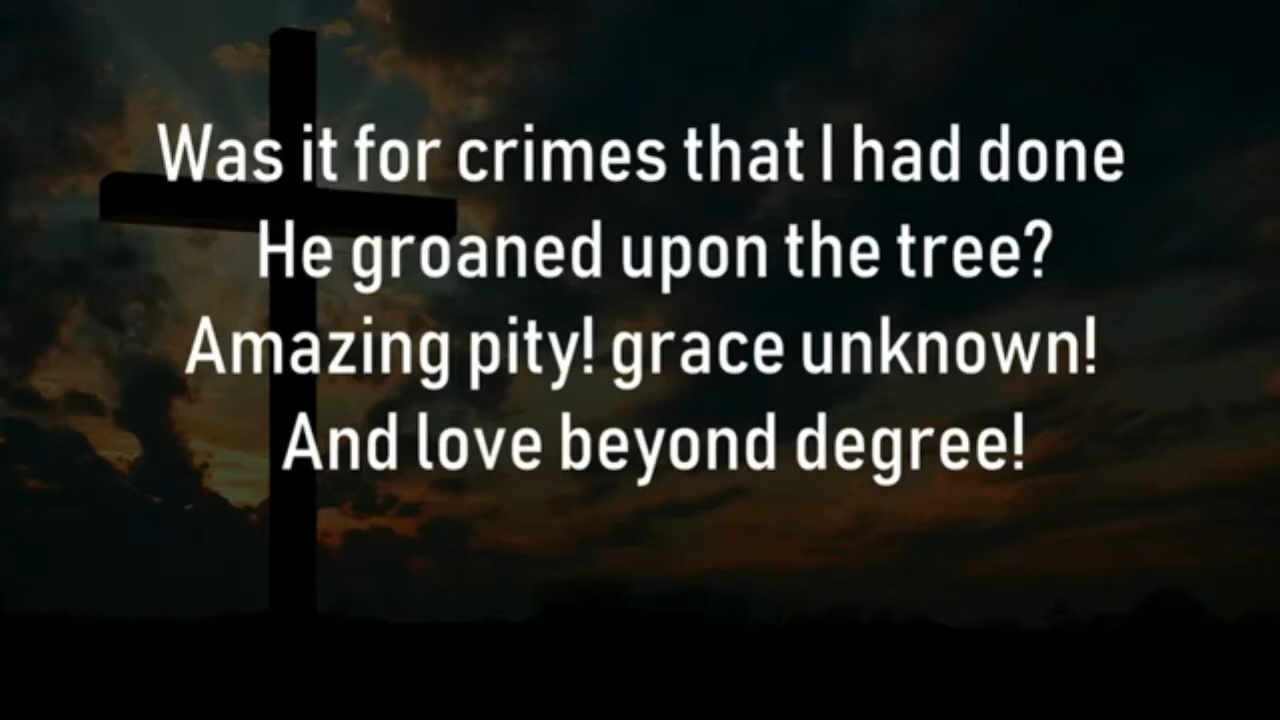 Was it for crimes that I had done
He groaned upon the tree?
Amazing pity! grace unknown!
And love beyond degree!